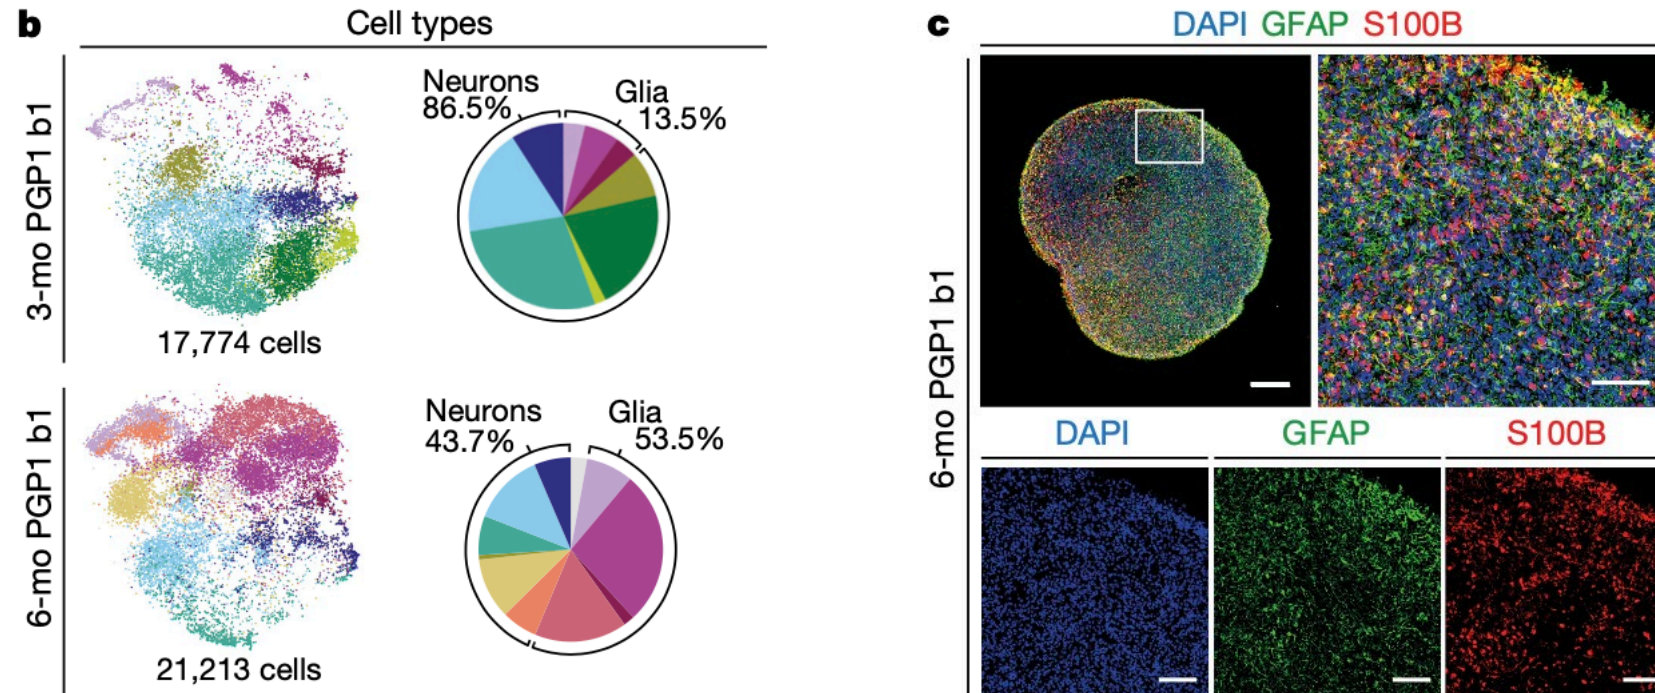 b
Cell types
3-mo PGP1 b1
Neurons
86.5%
Glia
13.5%
17,774 cells
6-mo PGP1 b1
Neurons
43.7%
Glia
53.5%
21,213 cells
c
DAPI GFAP S100B
6-mo PGP1 b1
DAPI
GFAP
S100B